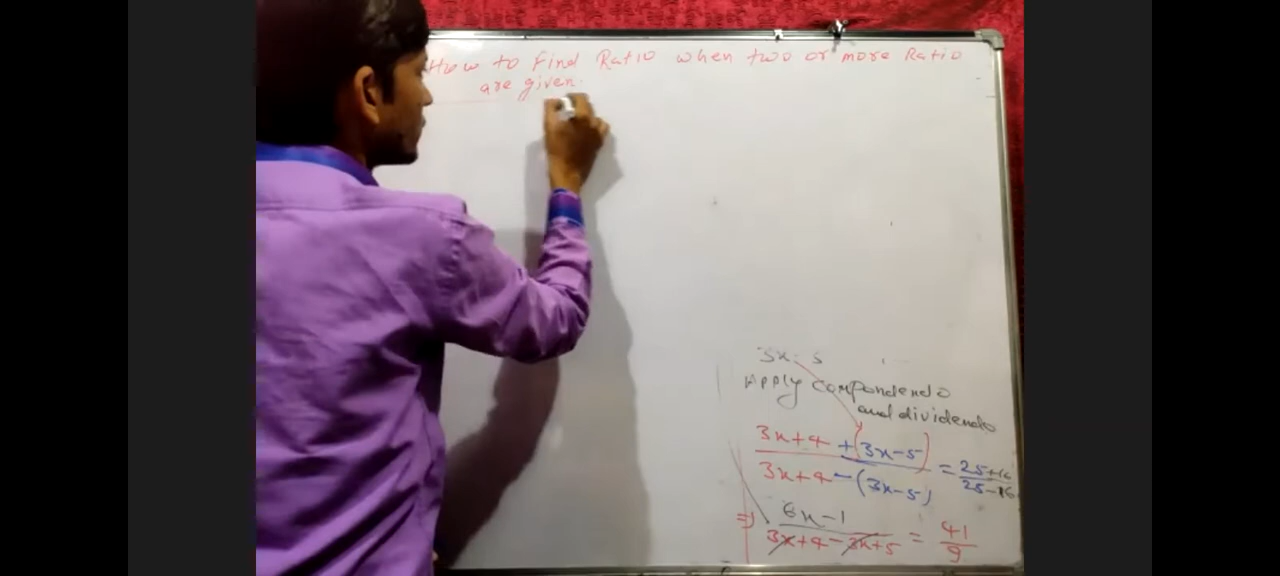 How to Find Ratio when two or more Ratio
are given.
3x-5
Apply compondendo
and dividendo
3x+4 +(3x-5)
3x+4-(3x-5)
= 25+16
25-16
=> 6x-1
3x+4-3x+5
= 41
9